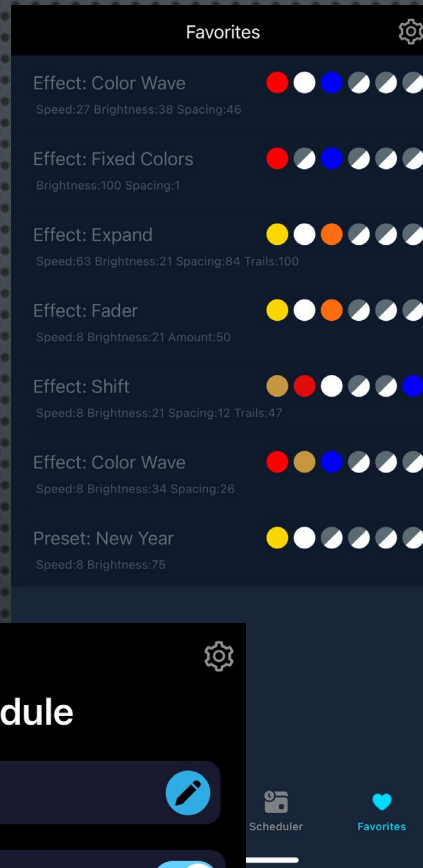 Favorites
Effect: Color Wave
Speed:27 Brightness:38 Spacing:46
Effect: Fixed Colors
Brightness:100 Spacing:1
Effect: Expand
Speed:63 Brightness:21 Spacing:84 Trails:100
Effect: Fader
Speed:8 Brightness:21 Amount:50
Effect: Shift
Speed:8 Brightness:21 Spacing:12 Trails:47
Effect: Color Wave
Speed:8 Brightness:34 Spacing:26
Preset: New Year
Speed:8 Brightness:75
dule
Scheduler
Favorites